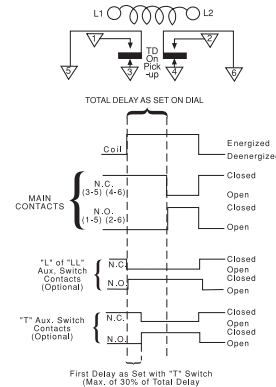 L1 L2
1 2
TD
On
Pick
-up
5 3 4 6
TOTAL DELAY AS SET ON DIAL
Coil
Energized
Deenergized
MAIN
CONTACTS
N.C.
(3-5) (4-6)
Closed
Open
N.O.
(1-5) (2-6)
Closed
Open
"L" of "LL"
Aux. Switch
Contacts
(Optional)
N.C.
Closed
Open
N.O.
Closed
Open
"T" Aux. Switch
Contacts
(Optional)
N.C.
Closed
Open
N.O.
Closed
Open
First Delay as Set with "T" Switch
(Max. of 30% of Total Delay